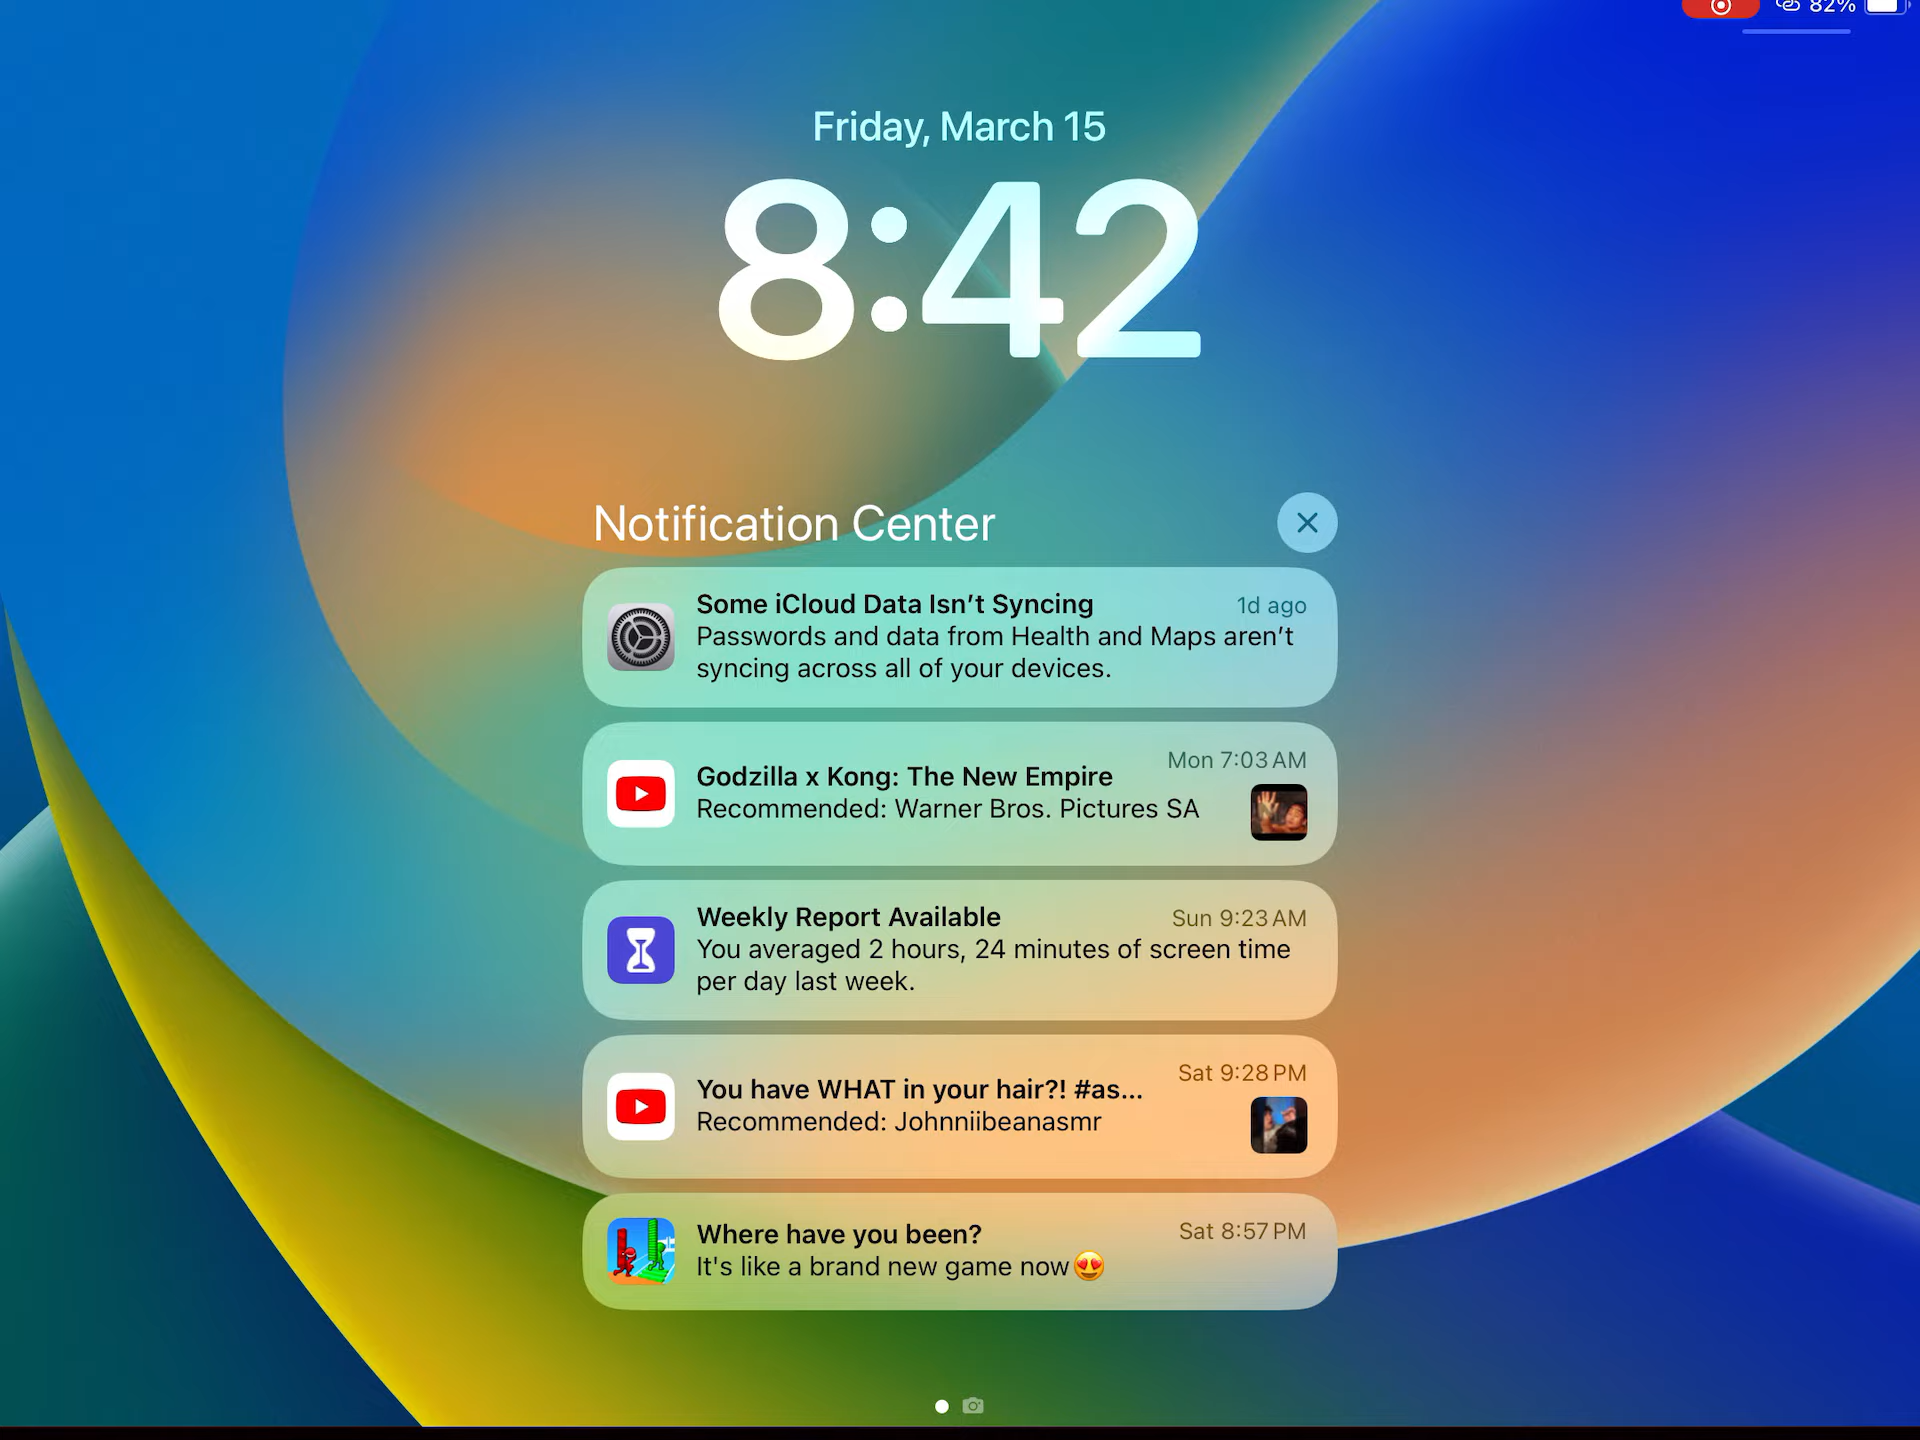 82%
Friday, March 15
8:42
Notification Center
Some iCloud Data Isn’t Syncing
1d ago
Passwords and data from Health and Maps aren’t
syncing across all of your devices.
Mon 7:03 AM
Godzilla x Kong: The New Empire
Recommended: Warner Bros. Pictures SA
Weekly Report Available
Sun 9:23 AM
You averaged 2 hours, 24 minutes of screen time
per day last week.
Sat 9:28 PM
You have WHAT in your hair?! #as...
Recommended: Johnniibeanasmr
Where have you been?
Sat 8:57 PM
It's like a brand new game now😍